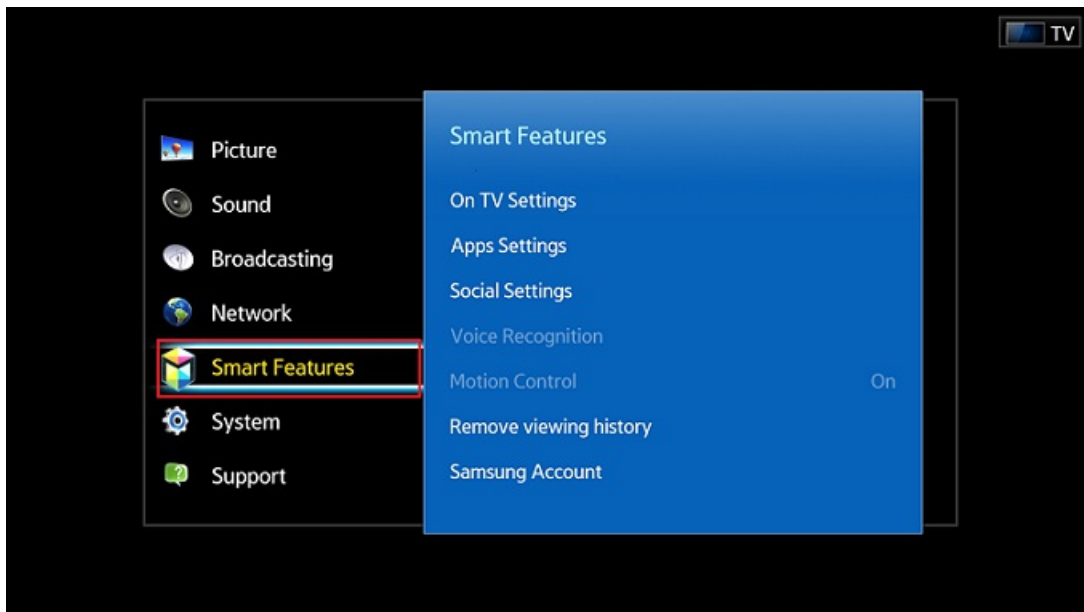 TV
Picture
Sound
Broadcasting
Network
Smart Features
System
Support
Smart Features
On TV Settings
Apps Settings
Social Settings
Voice Recognition
Motion Control On
Remove viewing history
Samsung Account